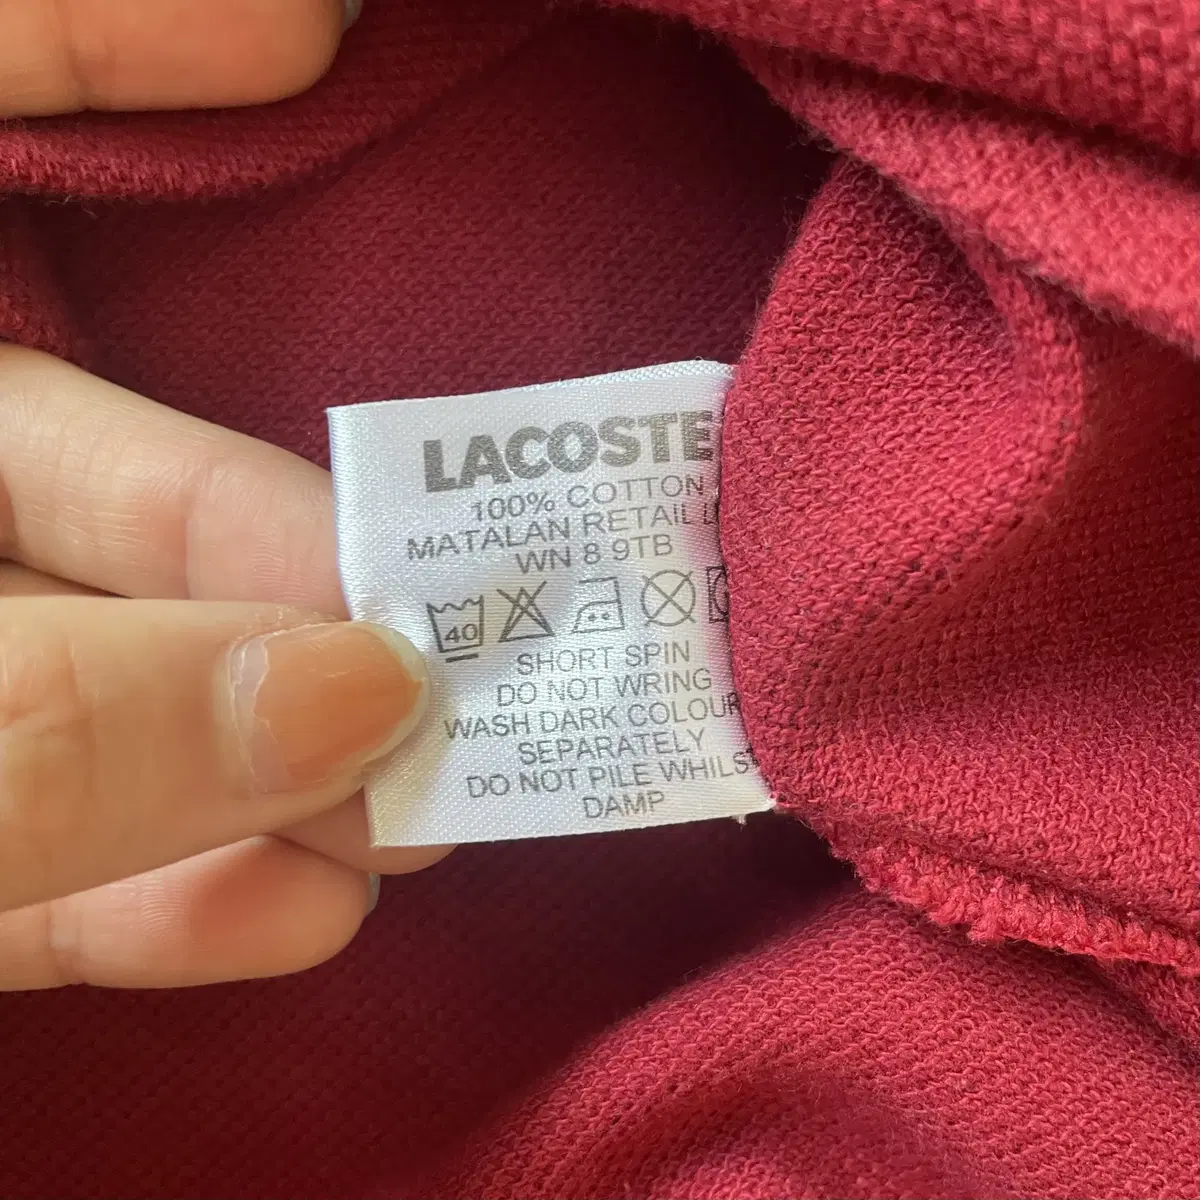 LACOSTE
100% COTTON
MATALAN RETAIL L
WN 8 9TB
40
SHORT SPIN
DO NOT WRING
WASH DARK COLOUR
SEPARATELY
DO NOT PILE WHILST
DAMP